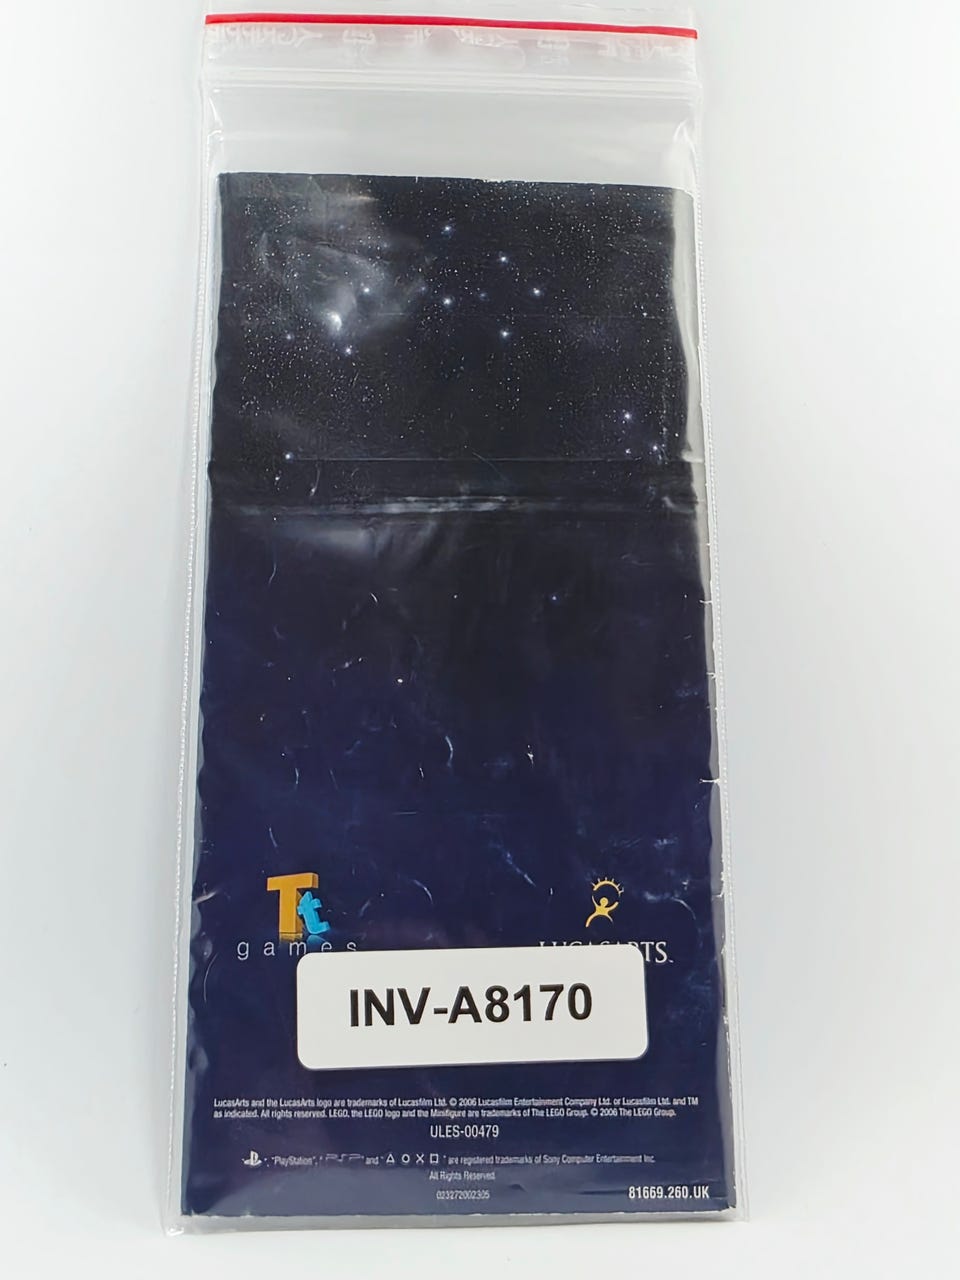 Tt
games
LUCASARTS
INV-A8170
LucasArts and the LucasArts logo are trademarks of Lucasfilm Ltd. © 2006 Lucasfilm Entertainment Company Ltd. or Lucasfilm Ltd. and TM
as indicated. All rights reserved. LEGO, the LEGO logo and the Minifigure are trademarks of The LEGO Group. © 2006 The LEGO Group.
ULES-00479
", "PlayStation", "PSP" and "△ ○ ✕ □" are registered trademarks of Sony Computer Entertainment Inc.
All Rights Reserved.
023272002305
81669.260.UK